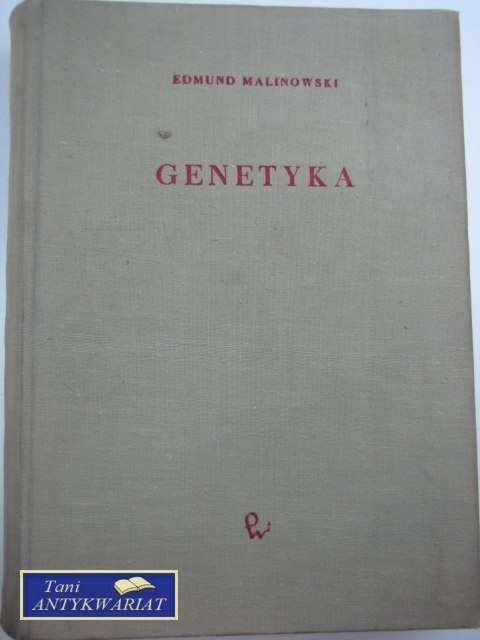 EDMUND MALINOWSKI
GENETYKA
Tani
ANTYKWARIAT